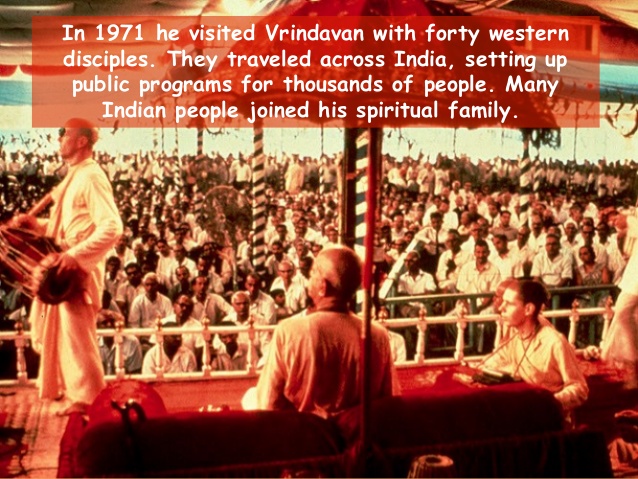 In 1971 he visited Vrindavan with forty western
disciples. They traveled across India, setting up
public programs for thousands of people. Many
Indian people joined his spiritual family.